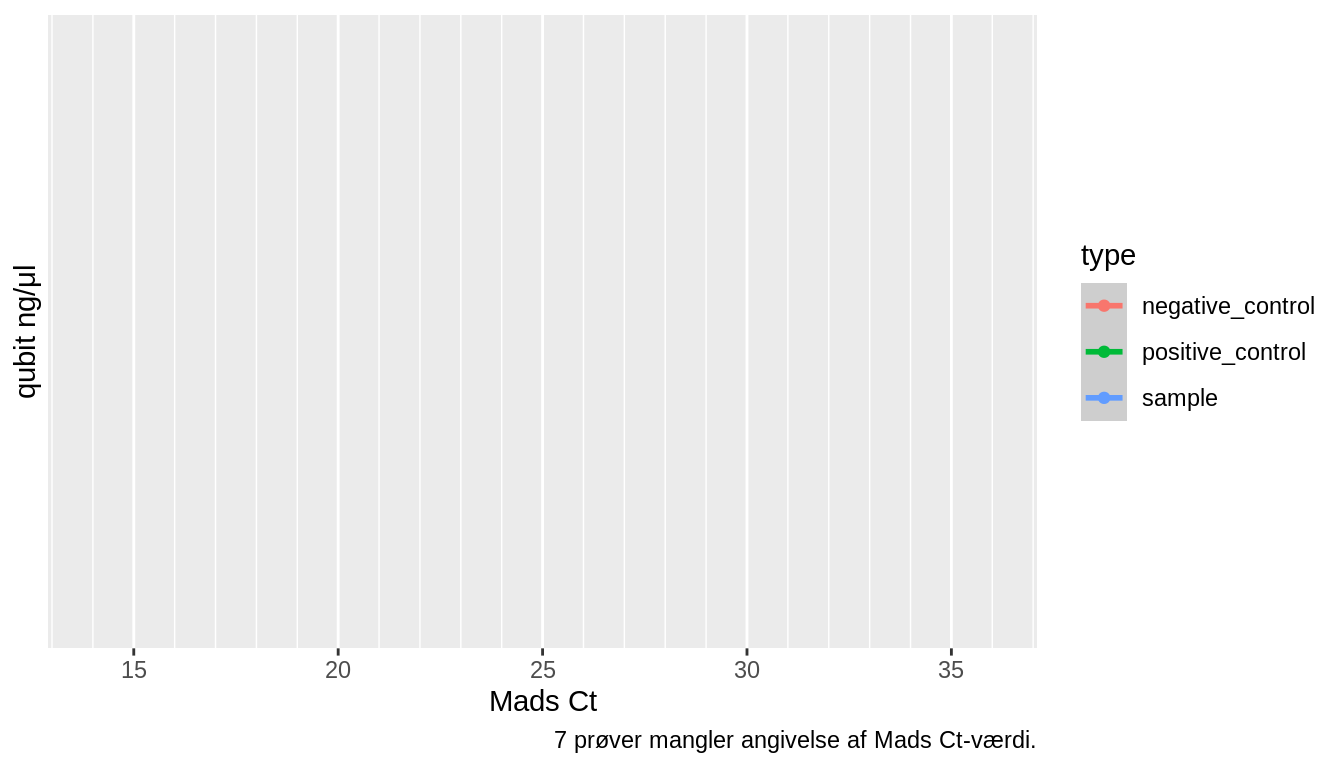 qubit ng/µl
15 20 25 30 35
Mads Ct
7 prøver mangler angivelse af Mads Ct-værdi.
type
negative_control
positive_control
sample